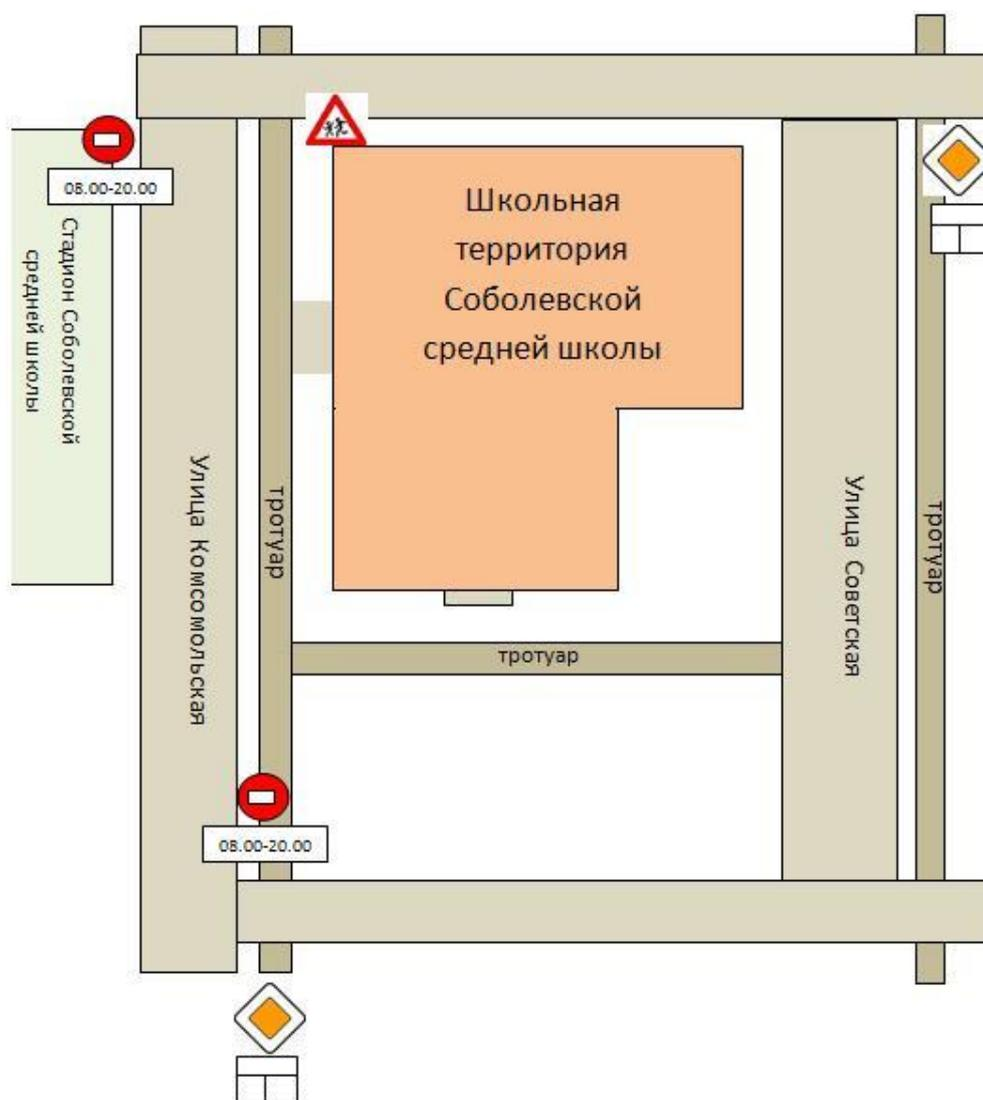 08.00-20.00
Стадион Соболевской
средней школы
Школьная
территория
Соболевской
средней школы
Улица Комсомольская
тротуар
Улица Советская
тротуар
тротуар
08.00-20.00